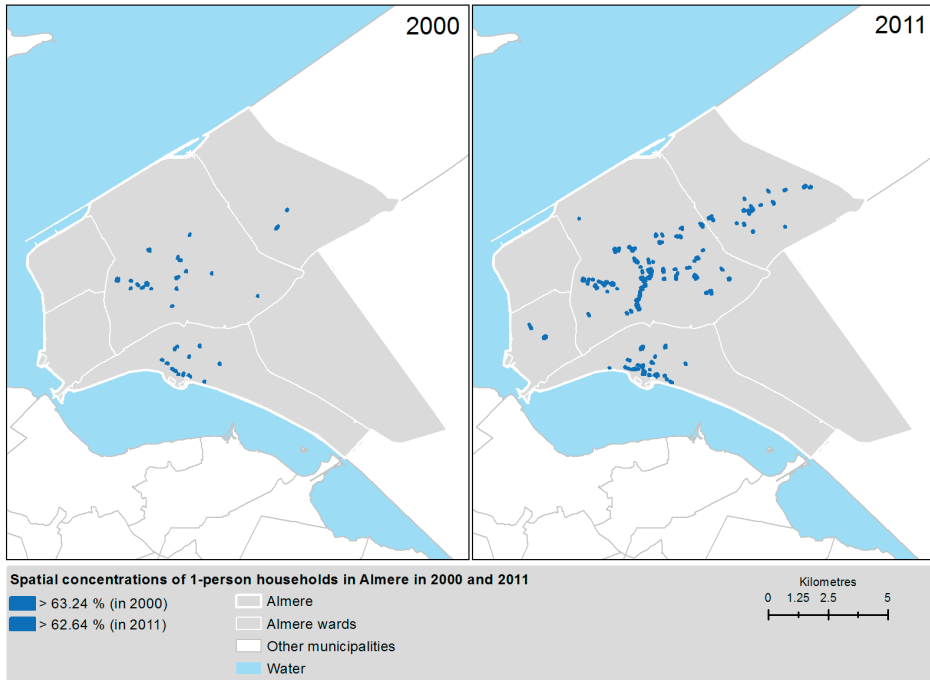 2000
2011
Spatial concentrations of 1-person households in Almere in 2000 and 2011
> 63.24 % (in 2000)
> 62.64 % (in 2011)
Almere
Almere wards
Other municipalities
Water
Kilometres
0 1.25 2.5 5